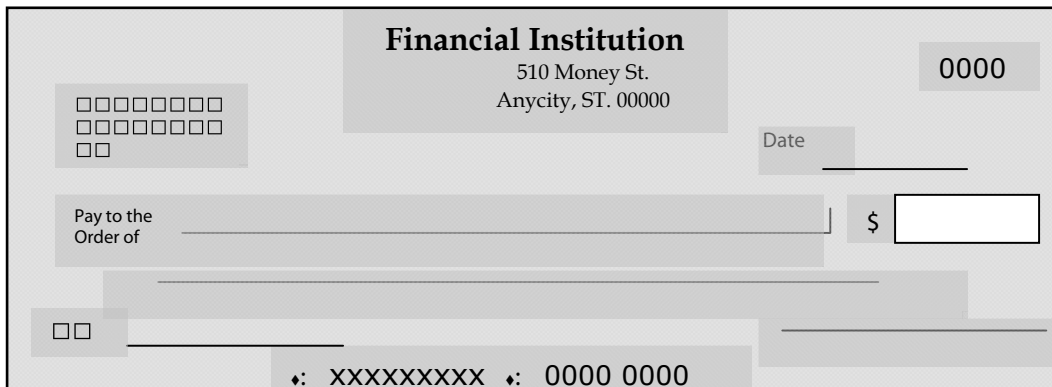 Financial Institution
510 Money St.
Anycity, ST. 00000
0000
Date
Pay to the
Order of
$
⬧: XXXXXXXXX ⬧: 0000 0000